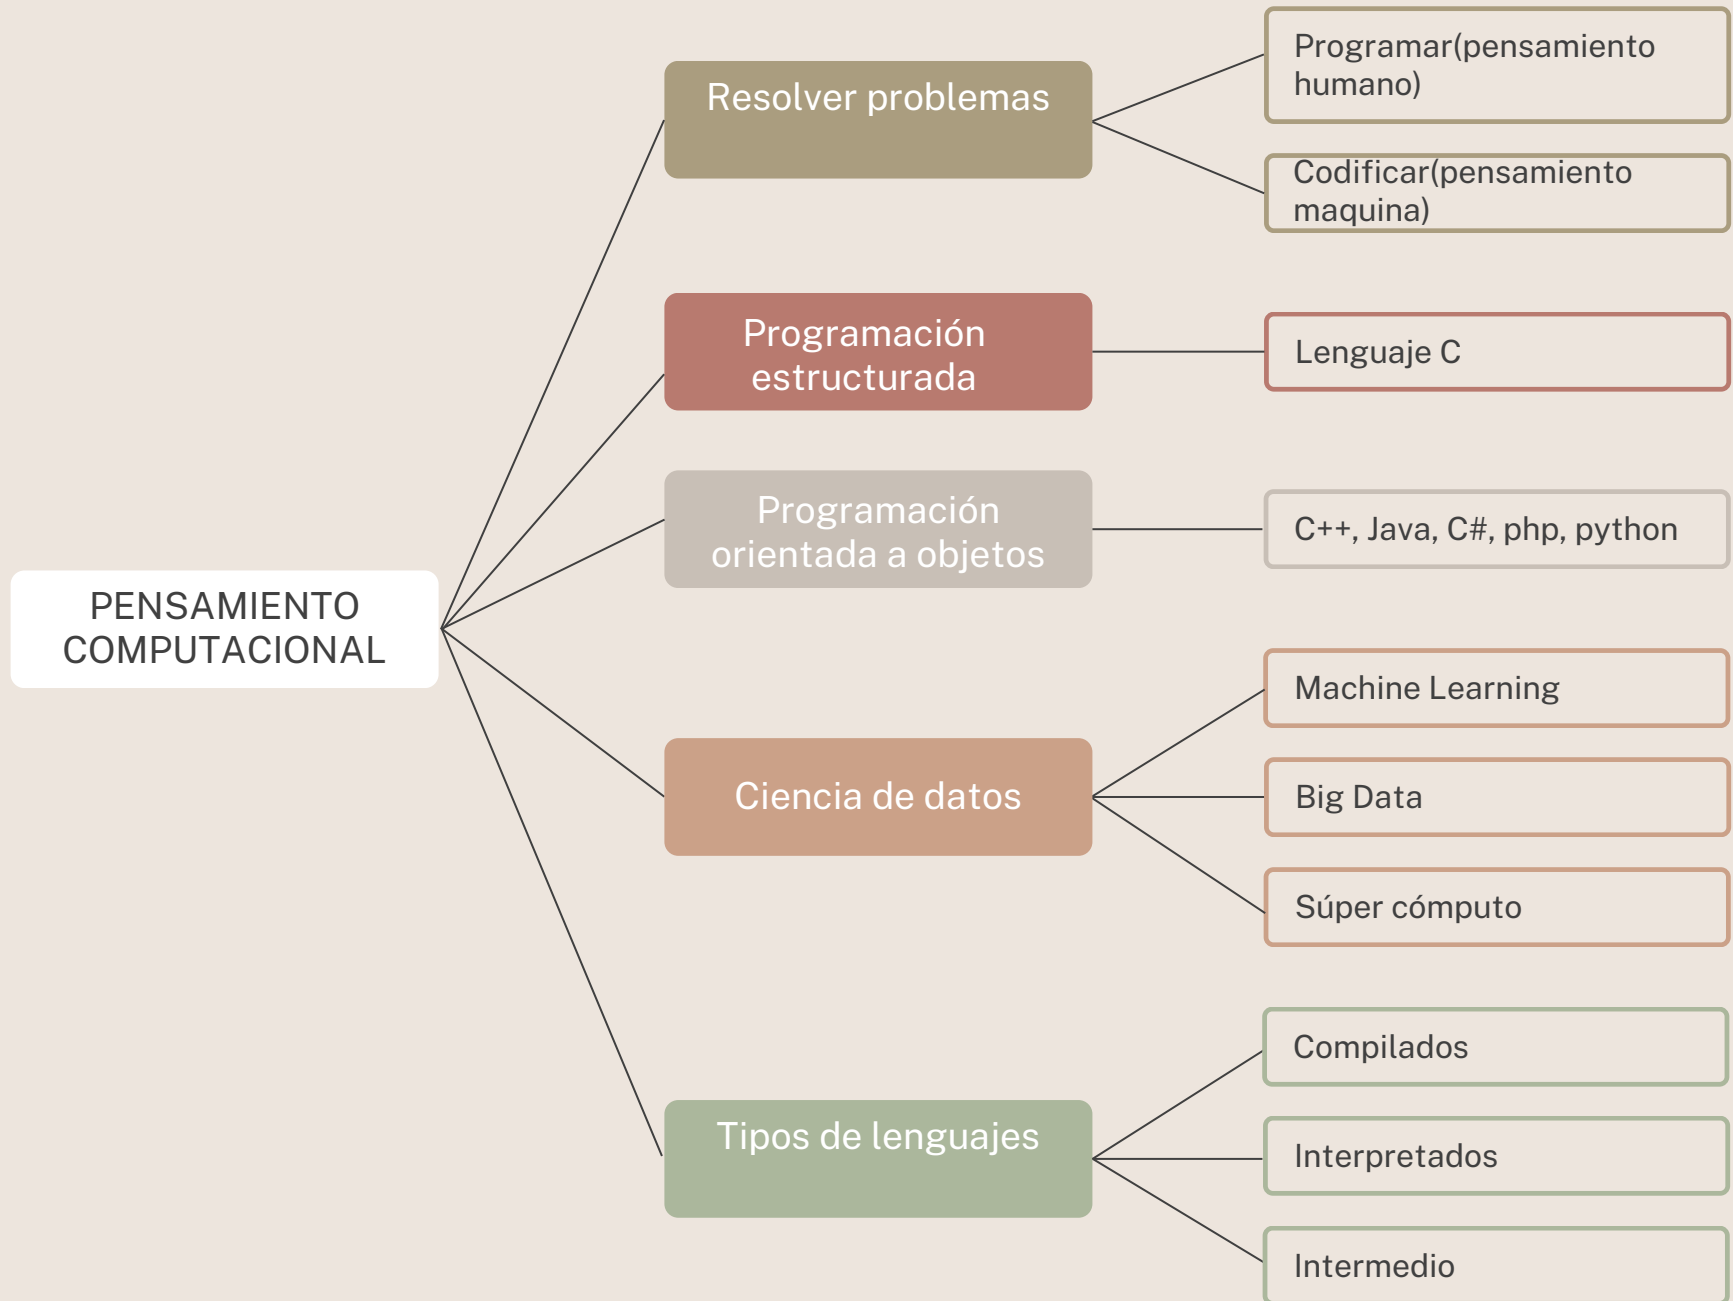 PENSAMIENTO
COMPUTACIONAL
Resolver problemas
Programar(pensamiento
humano)
Codificar(pensamiento
maquina)
Programación
estructurada
Lenguaje C
Programación
orientada a objetos
C++, Java, C#, php, python
Ciencia de datos
Machine Learning
Big Data
Súper cómputo
Tipos de lenguajes
Compilados
Interpretados
Intermedio